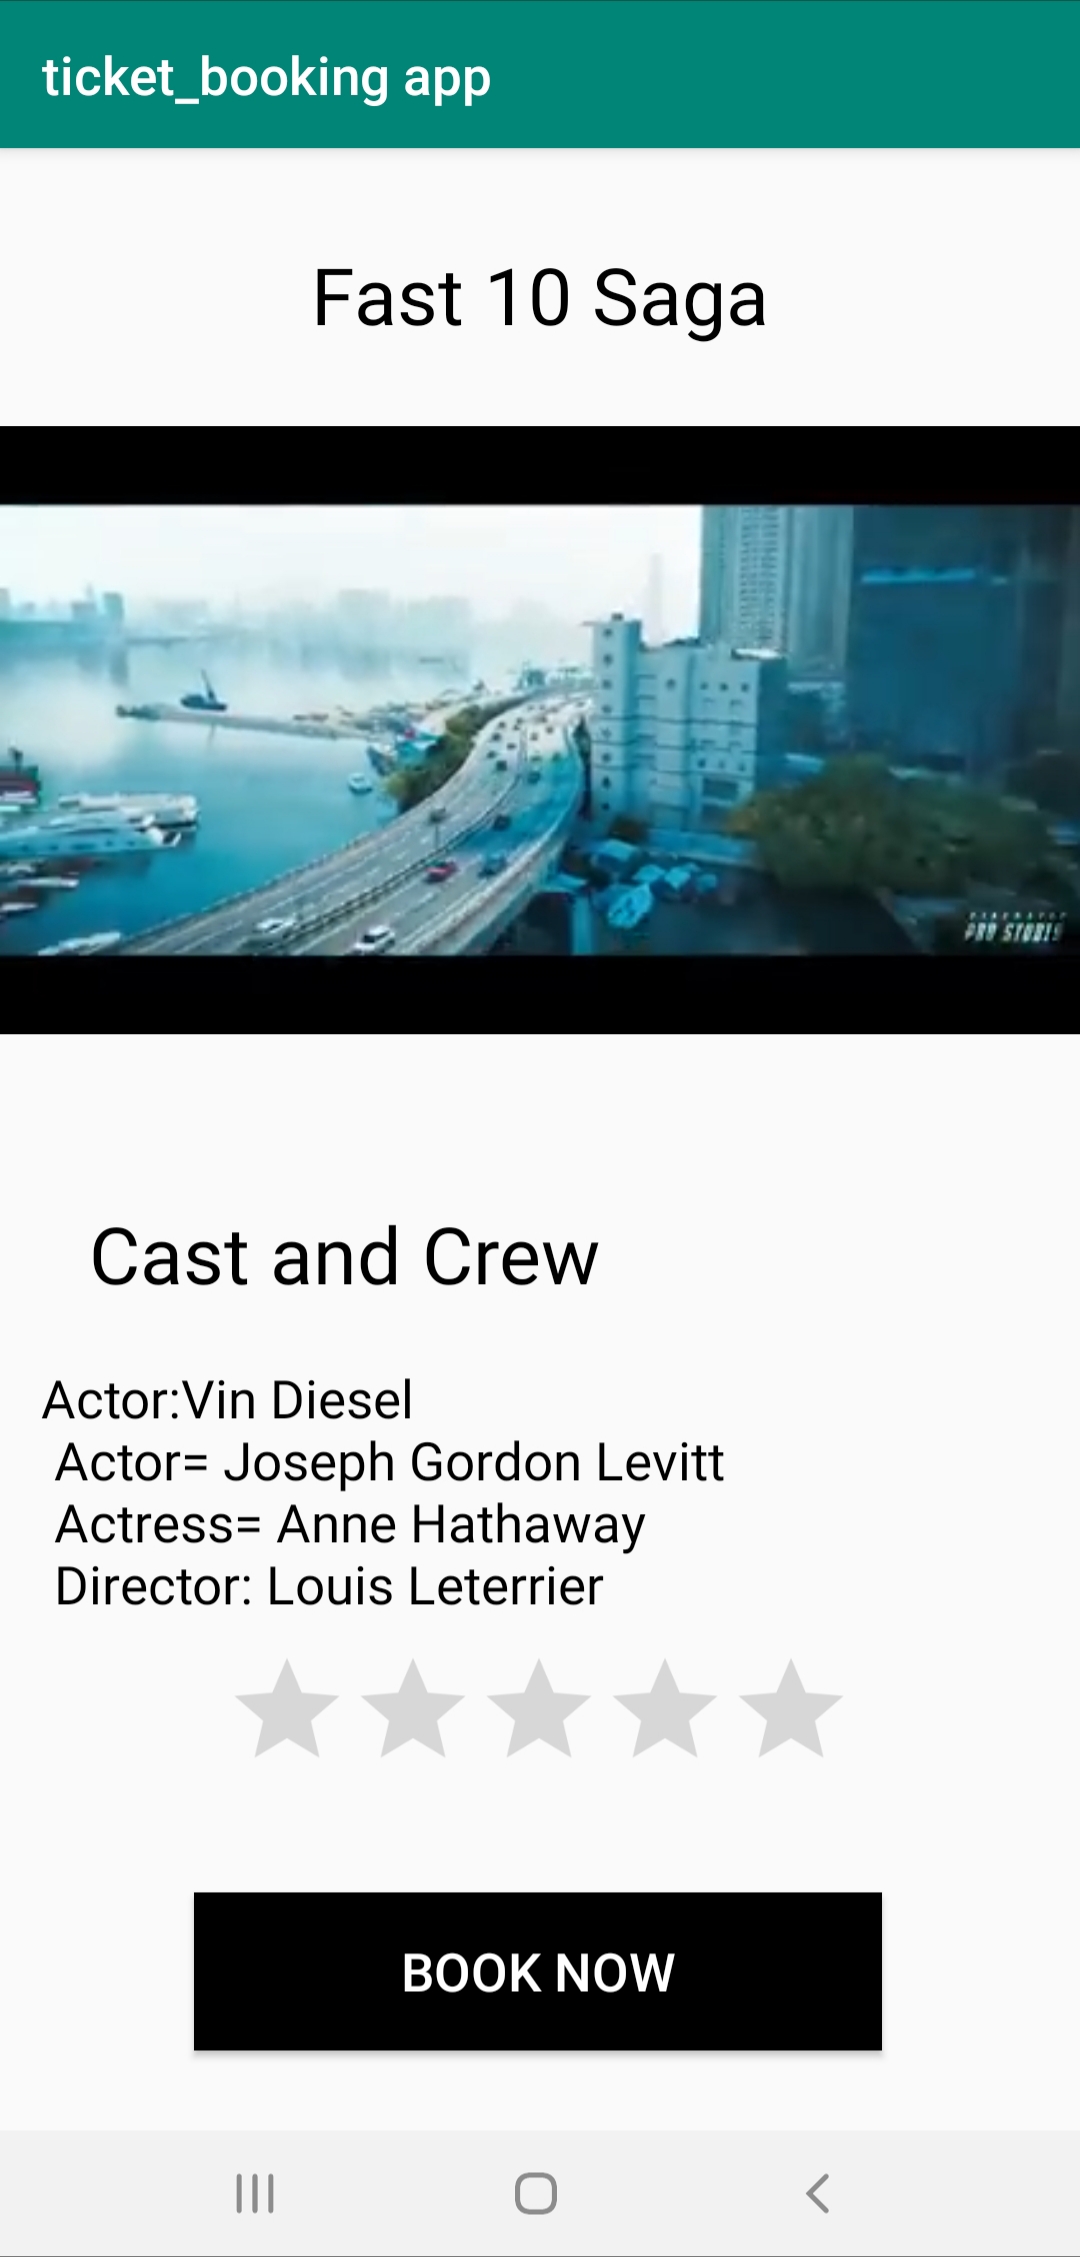 ticket_booking app
Fast 10 Saga
PRO STUDIO
Cast and Crew
Actor:Vin Diesel
Actor= Joseph Gordon Levitt
Actress= Anne Hathaway
Director: Louis Leterrier
BOOK NOW